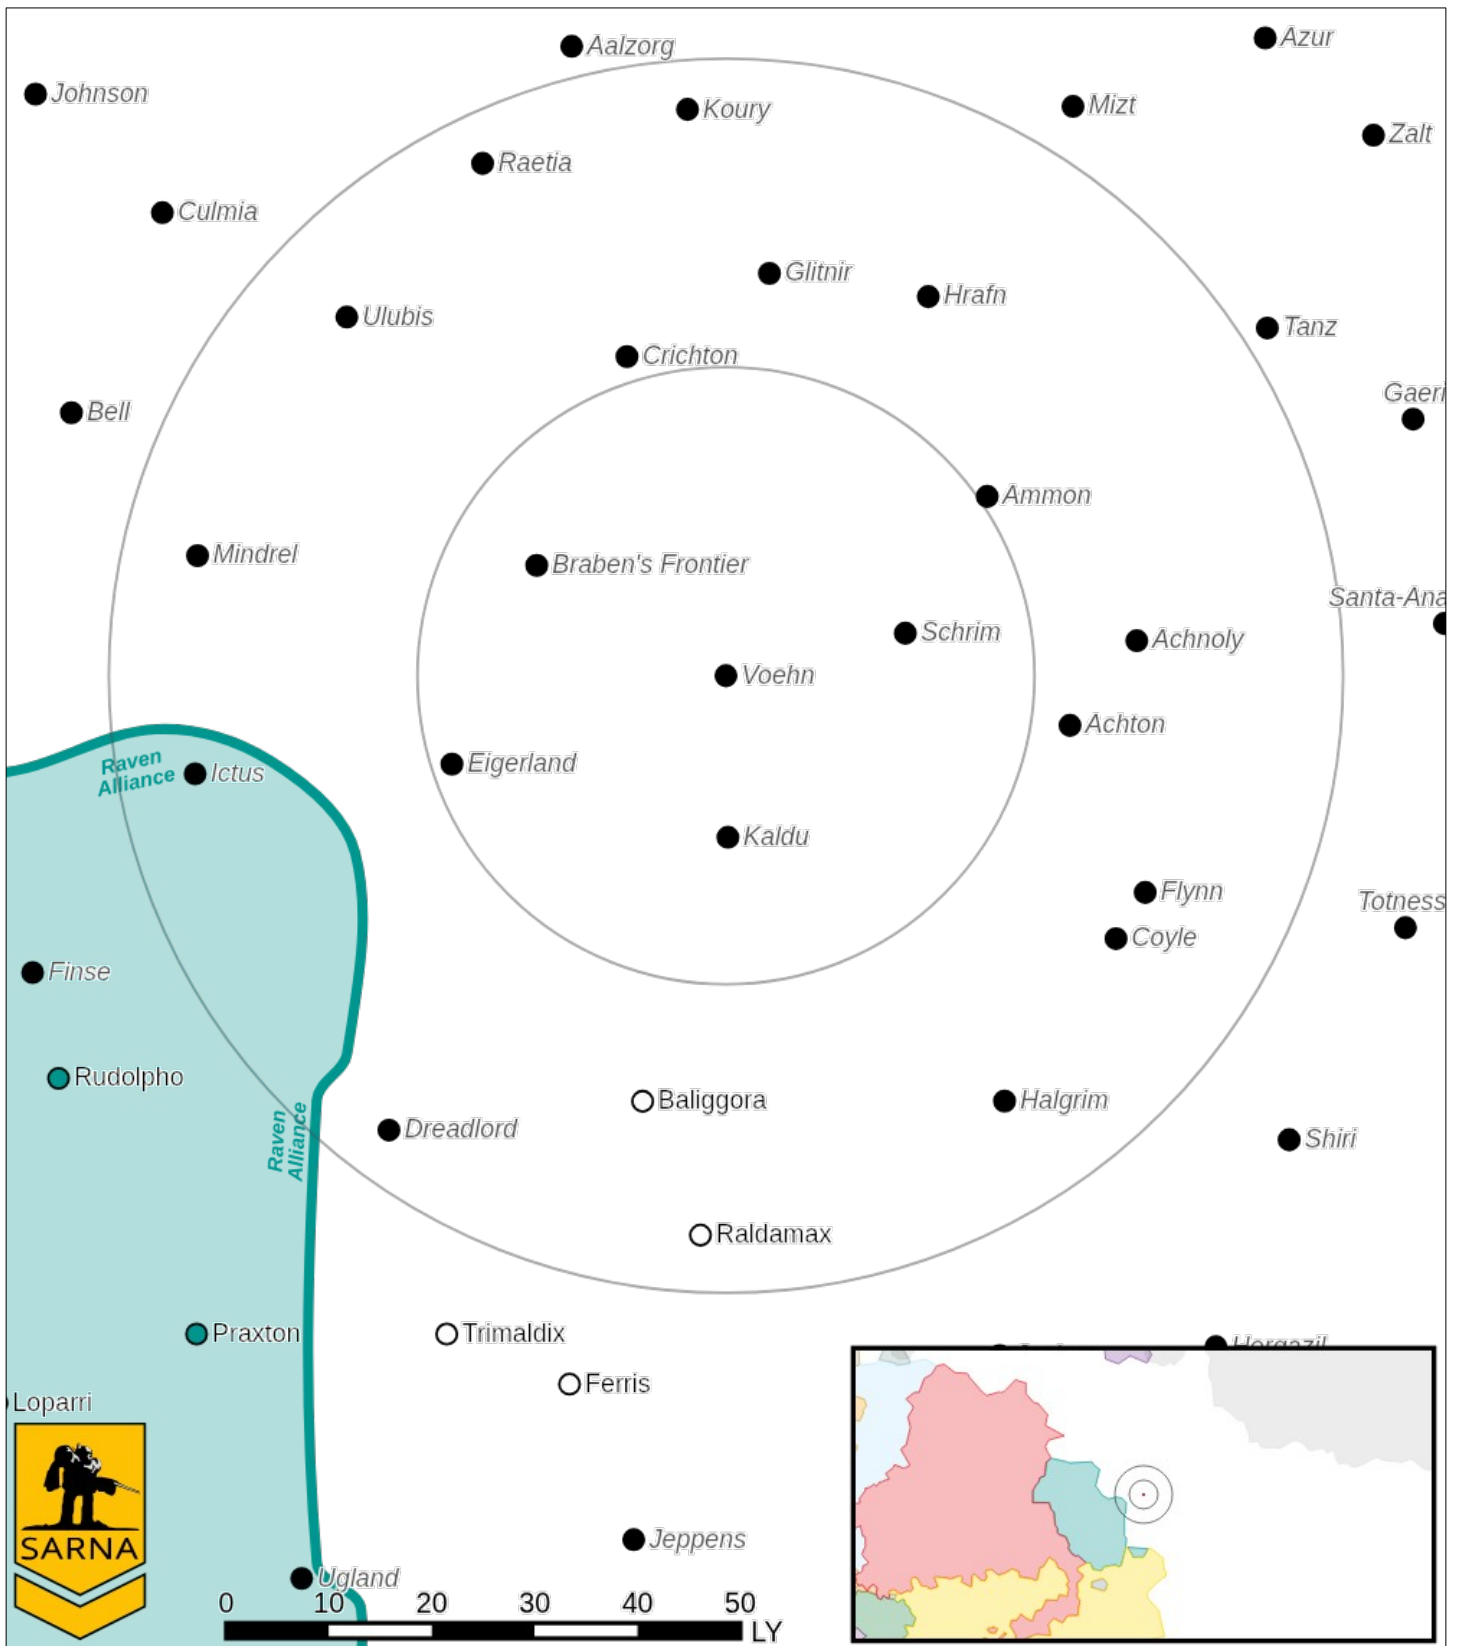 Aalzorg
Azur
Johnson
Koury
Mizt
Zalt
Raetia
Culmia
Glitnir
Hrafn
Ulubis
Tanz
Crichton
Gaeri
Bell
Ammon
Mindrel
Braben's Frontier
Santa-Ana
Schrim
Achnoly
Voehn
Achton
Raven
Alliance
Ictus
Eigerland
Kaldu
Flynn
Totness
Coyle
Finse
Rudolpho
Baliggora
Halgrim
Raven
Alliance
Dreadlord
Shiri
Raldamax
Praxton
Trimaldix
Horgazil
Ferris
Loparri
SARNA
Jeppens
Ugland
0 10 20 30 40 50
LY